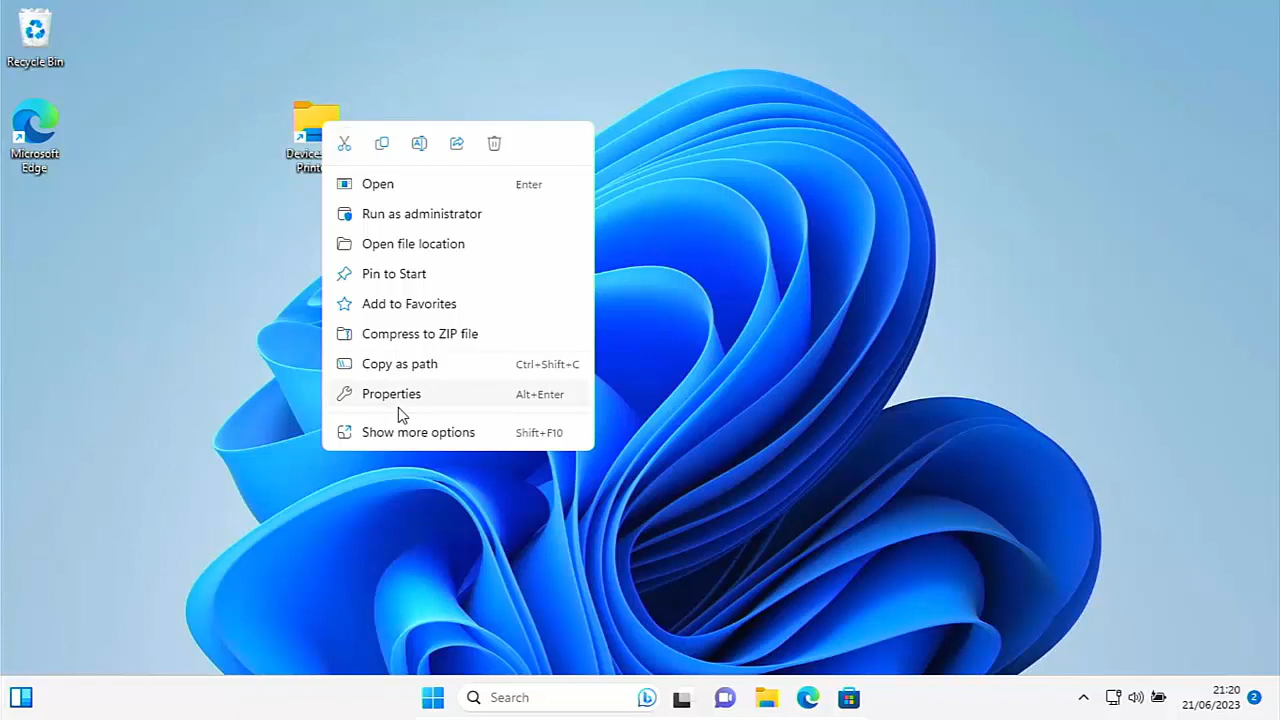 Recycle Bin
Microsoft
Edge
Open Enter
Run as administrator
Open file location
Pin to Start
Add to Favorites
Compress to ZIP file
Copy as path Ctrl+Shift+C
Properties Alt+Enter
Show more options Shift+F10
Search
21:20
21/06/2023
2